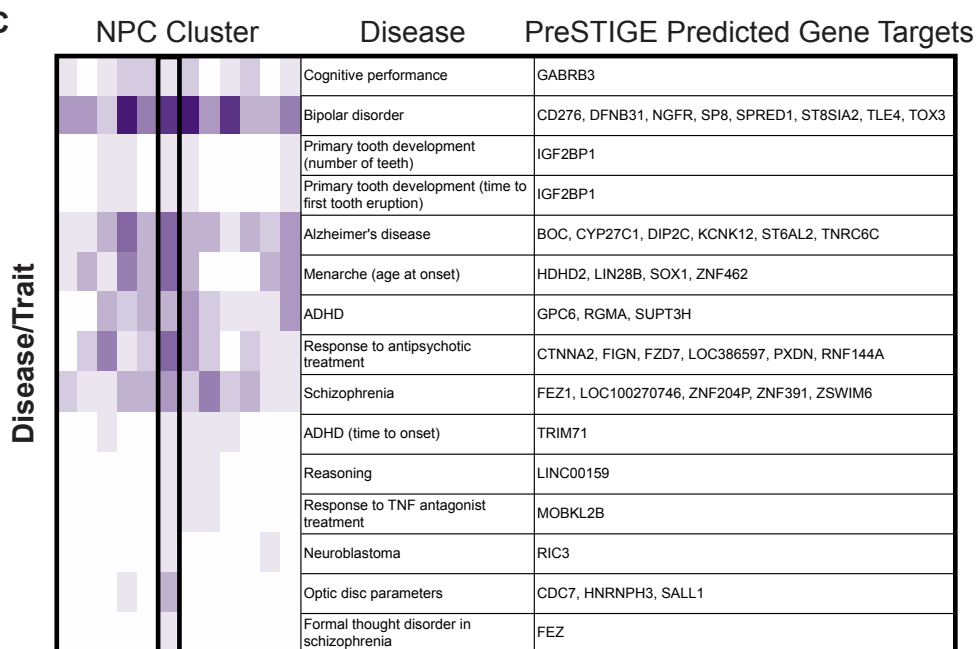 C
NPC Cluster Disease PreSTIGE Predicted Gene Targets
Disease/Trait
Cognitive performance GABRB3
Bipolar disorder CD276, DFNB31, NGFR, SP8, SPRED1, ST8SIA2, TLE4, TOX3
Primary tooth development
(number of teeth) IGF2BP1
Primary tooth development (time to
first tooth eruption) IGF2BP1
Alzheimer's disease BOC, CYP27C1, DIP2C, KCNK12, ST6AL2, TNRC6C
Menarche (age at onset) HDHD2, LIN28B, SOX1, ZNF462
ADHD GPC6, RGMA, SUPT3H
Response to antipsychotic
treatment CTNNA2, FIGN, FZD7, LOC386597, PXDN, RNF144A
Schizophrenia FEZ1, LOC100270746, ZNF204P, ZNF391, ZSWIM6
ADHD (time to onset) TRIM71
Reasoning LINC00159
Response to TNF antagonist
treatment MOBKL2B
Neuroblastoma RIC3
Optic disc parameters CDC7, HNRNPH3, SALL1
Formal thought disorder in
schizophrenia FEZ